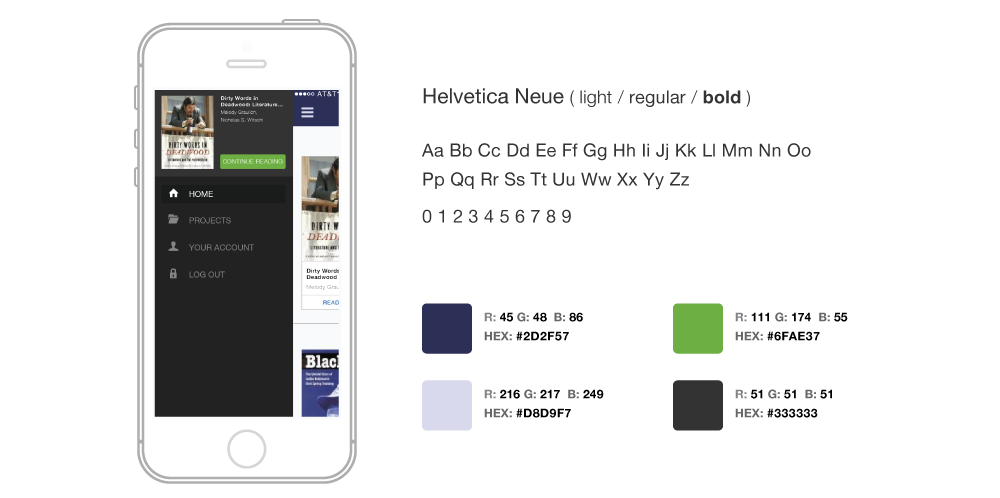 Dirty Words in
Deadwood: Literature...
Melody Graulich,
Nicholas S. Witschi
CONTINUE READING
DIRTY WORDS IN
DEADWOOD
HOME
PROJECTS
YOUR ACCOUNT
LOG OUT
AT&T
DIRTY W
DEAD
LITERATURE AND
Dirty Words
Deadwood
Melody Grau
READ
Black
Helvetica Neue ( light / regular / bold )
Aa Bb Cc Dd Ee Ff Gg Hh Ii Jj Kk Ll Mm Nn Oo
Pp Qq Rr Ss Tt Uu Ww Xx Yy Zz
0 1 2 3 4 5 6 7 8 9
R: 45 G: 48 B: 86
HEX: #2D2F57
R: 111 G: 174 B: 55
HEX: #6FAE37
R: 216 G: 217 B: 249
HEX: #D8D9F7
R: 51 G: 51 B: 51
HEX: #333333